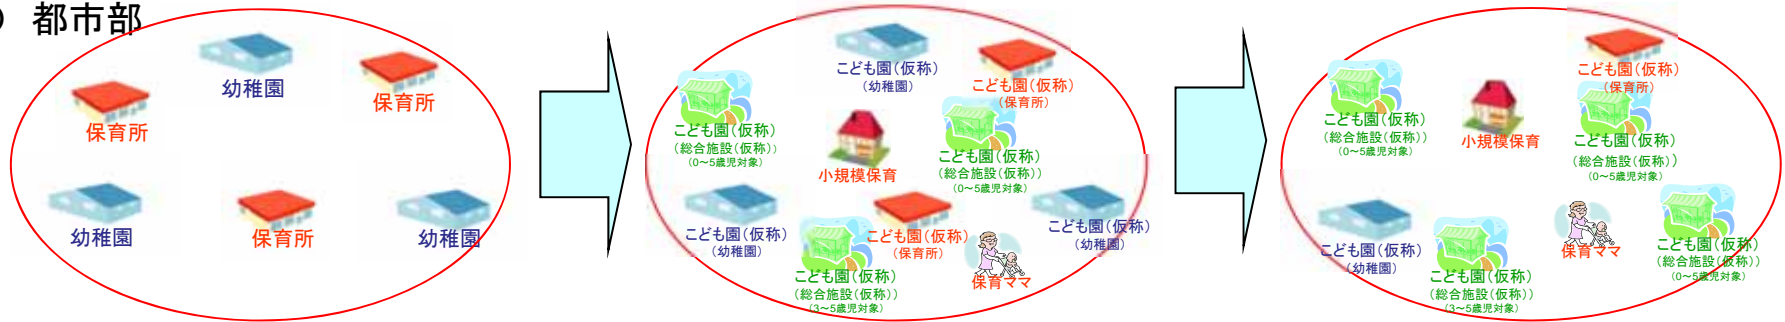 都市部
幼稚園
保育所
保育所
幼稚園
保育所
幼稚園
こども園(仮称)
(幼稚園)
こども園(仮称)
(保育所)
こども園(仮称)
(総合施設(仮称))
(0~5歳児対象)
こども園(仮称)
(総合施設(仮称))
(0~5歳児対象)
小規模保育
こども園(仮称)
(幼稚園)
こども園(仮称)
(保育所)
こども園(仮称)
(幼稚園)
こども園(仮称)
(総合施設(仮称))
(3~5歳児対象)
保育ママ
こども園(仮称)
(保育所)
こども園(仮称)
(総合施設(仮称))
(0~5歳児対象)
小規模保育
こども園(仮称)
(総合施設(仮称))
(0~5歳児対象)
こども園(仮称)
(幼稚園)
保育ママ
こども園(仮称)
(総合施設(仮称))
(3~5歳児対象)
こども園(仮称)
(総合施設(仮称))
(0~5歳児対象)